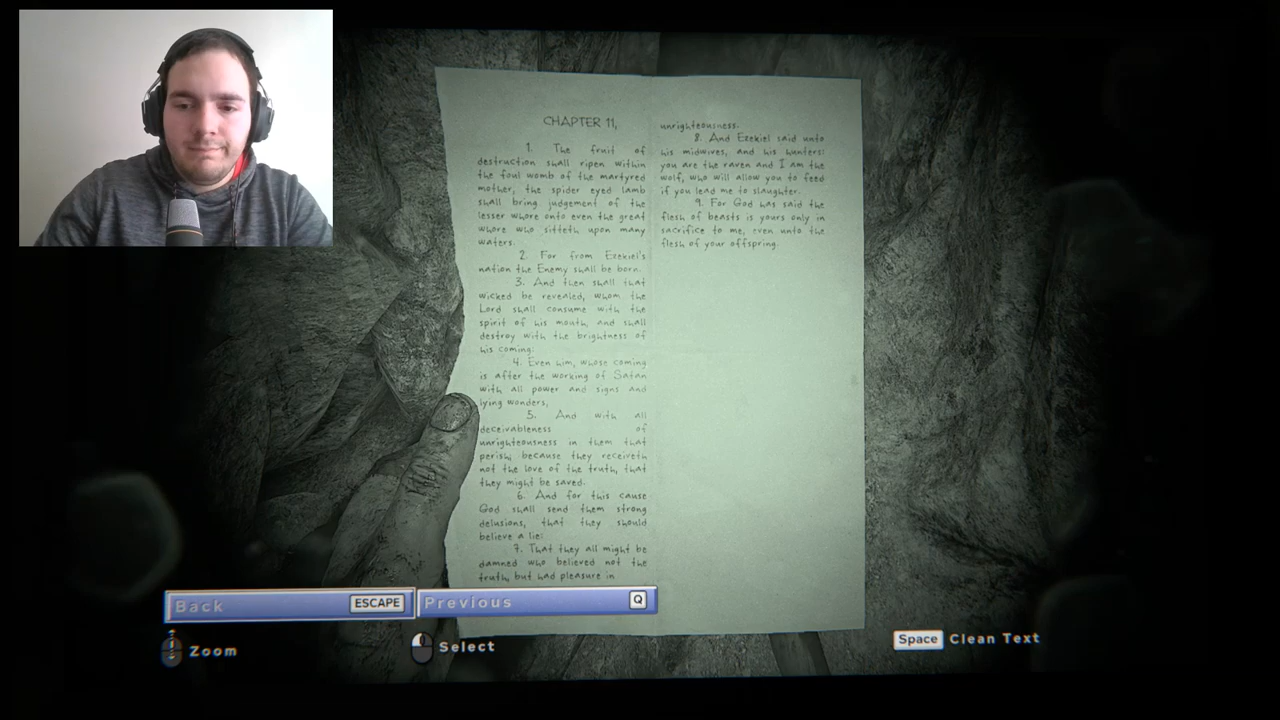 CHAPTER 11,
1. The fruit of
destruction shall ripen within
the foul womb of the martyred
mother, the spider eyed lamb
shall bring judgement of the
lesser whore onto even the great
whore who sitteth upon many
waters.
2. For from Ezekiel's
nation the Enemy shall be born.
3. And then shall that
wicked be revealed, whom the
Lord shall consume with the
spirit of his mouth, and shall
destroy with the brightness of
his coming:
4. Even him, whose coming
is after the working of Satan
with all power and signs and
lying wonders,
5. And with all
deceivableness of
unrighteousness in them that
perish; because they receiveth
not the love of the truth, that
they might be saved.
6. And for this cause
God shall send them strong
delusions, that they should
believe a lie:
7. That they all might be
damned who believed not the
truth, but had pleasure in
unrighteousness.
8. And Ezekiel said unto
his midwives, and his hunters:
you are the raven and I am the
wolf, who will allow you to feed
if you lead me to slaughter.
9. For God has said the
flesh of beasts is yours only in
sacrifice to me, even unto the
flesh of your offspring.
Back ESCAPE
Previous Q
Zoom
Select
Space Clean Text